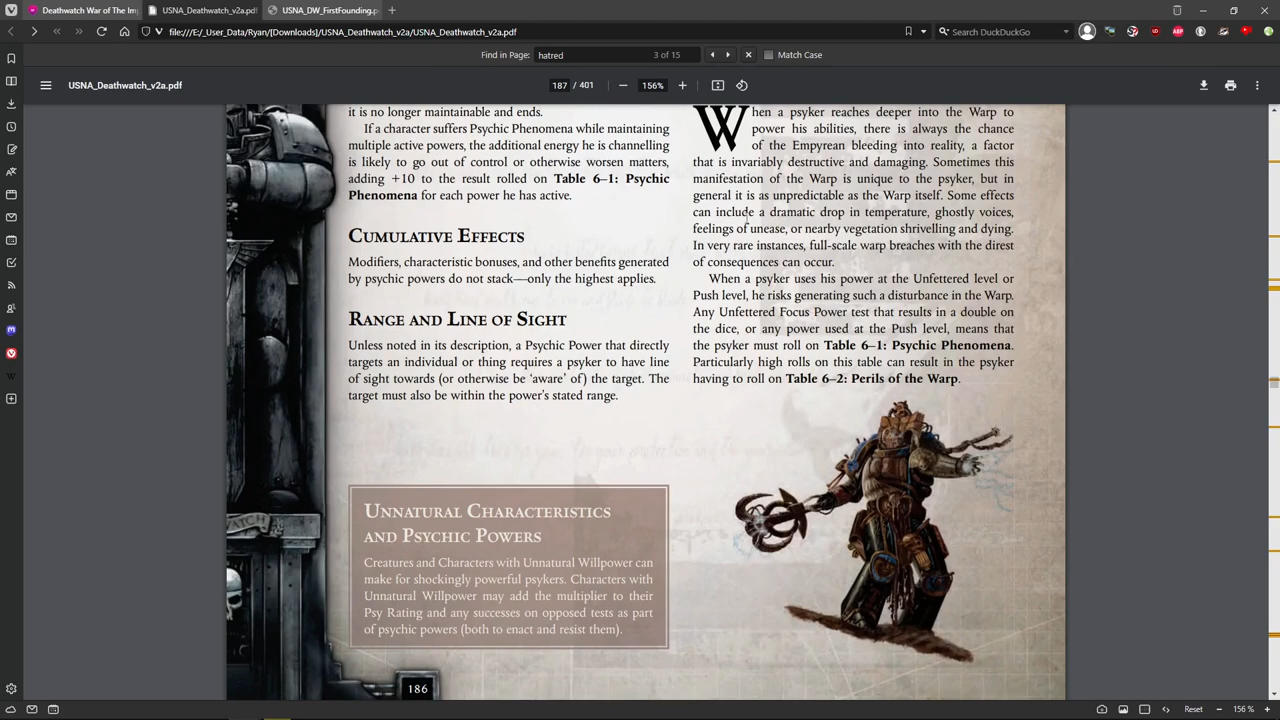 Deathwatch War of The Im
USNA_Deathwatch_v2a.pdf
USNA_DW_FirstFounding.p
file:///E:/_User_Data/Ryan/[Downloads]/USNA_Deathwatch_v2a/USNA_Deathwatch_v2a.pdf
Search DuckDuckGo
Find in Page:
hatred
3 of 15
Match Case
USNA_Deathwatch_v2a.pdf
187 / 401
156%
it is no longer maintainable and ends.
If a character suffers Psychic Phenomena while maintaining
multiple active powers, the additional energy he is channelling
is likely to go out of control or otherwise worsen matters,
adding +10 to the result rolled on Table 6–1: Psychic
Phenomena for each power he has active.
Cumulative Effects
Modifiers, characteristic bonuses, and other benefits generated
by psychic powers do not stack—only the highest applies.
Range and Line of Sight
Unless noted in its description, a Psychic Power that directly
targets an individual or thing requires a psyker to have line
of sight towards (or otherwise be ‘aware’ of) the target. The
target must also be within the power’s stated range.
Unnatural Characteristics
and Psychic Powers
Creatures and Characters with Unnatural Willpower can
make for shockingly powerful psykers. Characters with
Unnatural Willpower may add the multiplier to their
Psy Rating and any successes on opposed tests as part
of psychic powers (both to enact and resist them).
186
When a psyker reaches deeper into the Warp to
power his abilities, there is always the chance
of the Empyrean bleeding into reality, a factor
that is invariably destructive and damaging. Sometimes this
manifestation of the Warp is unique to the psyker, but in
general it is as unpredictable as the Warp itself. Some effects
can include a dramatic drop in temperature, ghostly voices,
feelings of unease, or nearby vegetation shrivelling and dying.
In very rare instances, full-scale warp breaches with the direst
of consequences can occur.
When a psyker uses his power at the Unfettered level or
Push level, he risks generating such a disturbance in the Warp.
Any Unfettered Focus Power test that results in a double on
the dice, or any power used at the Push level, means that
the psyker must roll on Table 6–1: Psychic Phenomena.
Particularly high rolls on this table can result in the psyker
having to roll on Table 6–2: Perils of the Warp.
Reset
156 %